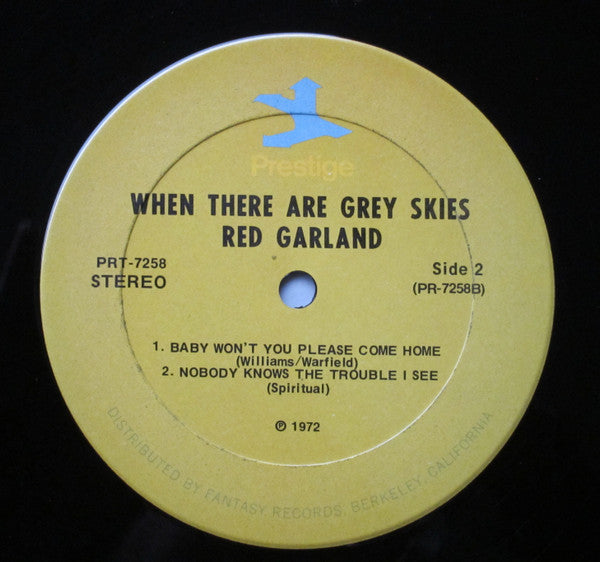 Prestige
WHEN THERE ARE GREY SKIES
RED GARLAND
PRT-7258
STEREO
Side 2
(PR-7258B)
1. BABY WON'T YOU PLEASE COME HOME
(Williams/Warfield)
2. NOBODY KNOWS THE TROUBLE I SEE
(Spiritual)
℗ 1972
DISTRIBUTED BY FANTASY RECORDS, BERKELEY, CALIFORNIA